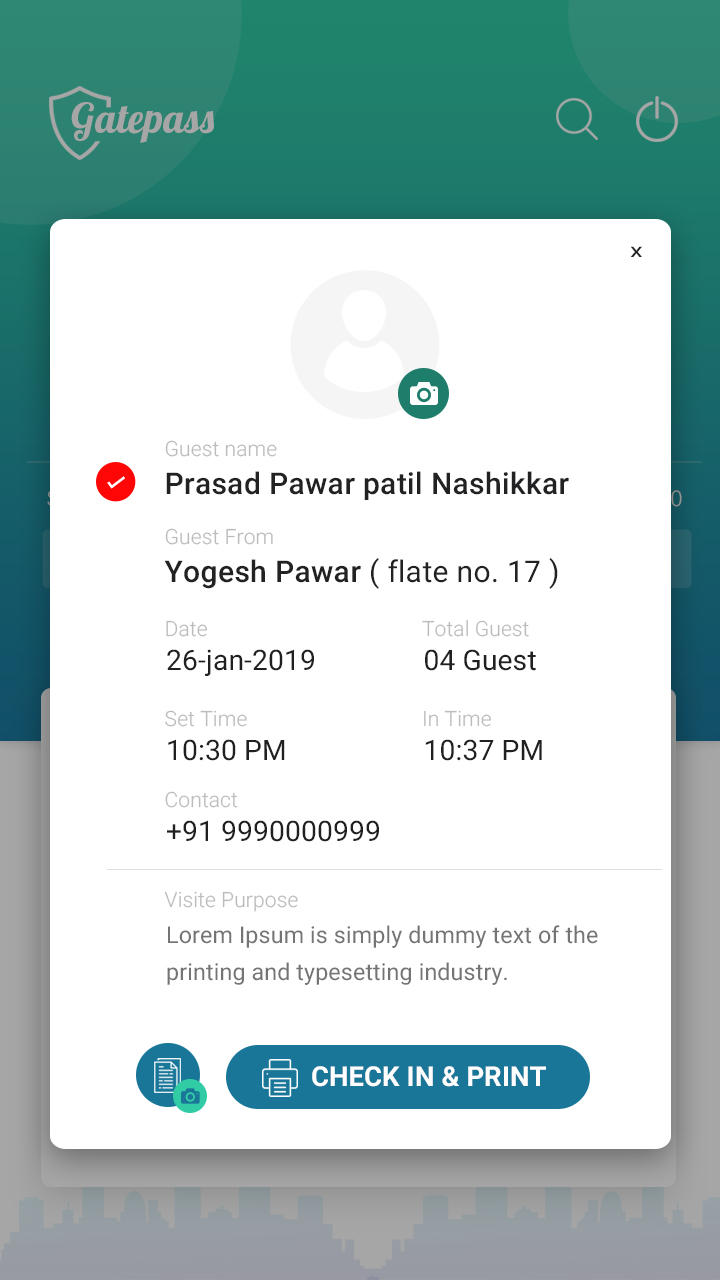 Gatepass
x
Guest name
Prasad Pawar patil Nashikkar
Guest From
Yogesh Pawar ( flate no. 17 )
Date
Total Guest
26-jan-2019
04 Guest
Set Time
In Time
10:30 PM
10:37 PM
Contact
+91 9990000999
Visite Purpose
Lorem Ipsum is simply dummy text of the
printing and typesetting industry.
CHECK IN & PRINT